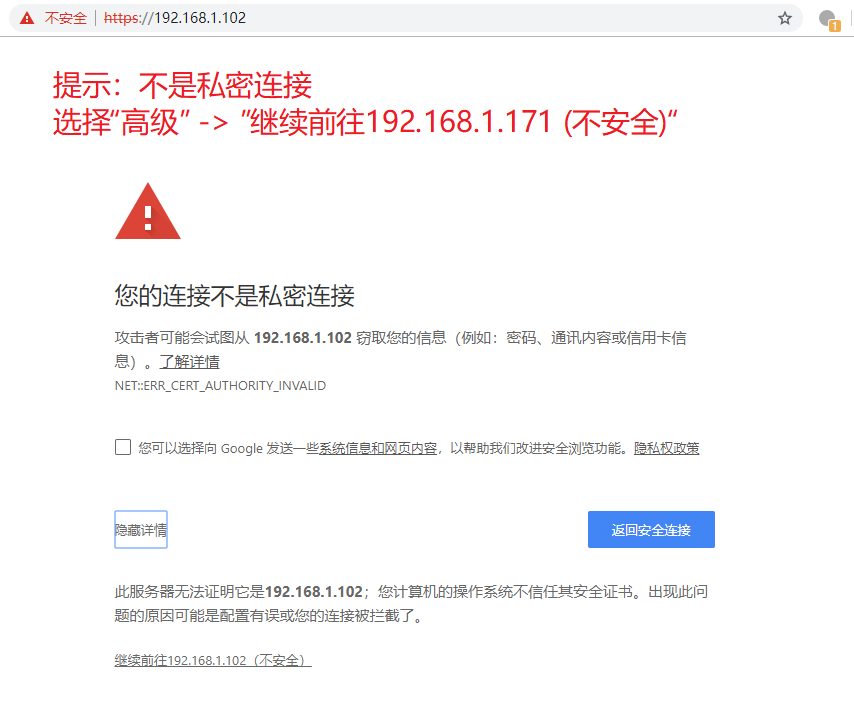 不安全 | https://192.168.1.102
1
提示：不是私密连接
选择“高级” -> “继续前往192.168.1.171 (不安全)“
您的连接不是私密连接
攻击者可能会试图从 192.168.1.102 窃取您的信息（例如：密码、通讯内容或信用卡信
息）。了解详情
NET::ERR_CERT_AUTHORITY_INVALID
您可以选择向 Google 发送一些系统信息和网页内容，以帮助我们改进安全浏览功能。隐私权政策
隐藏详情
返回安全连接
此服务器无法证明它是192.168.1.102；您计算机的操作系统不信任其安全证书。出现此问
题的原因可能是配置有误或您的连接被拦截了。
继续前往192.168.1.102（不安全）